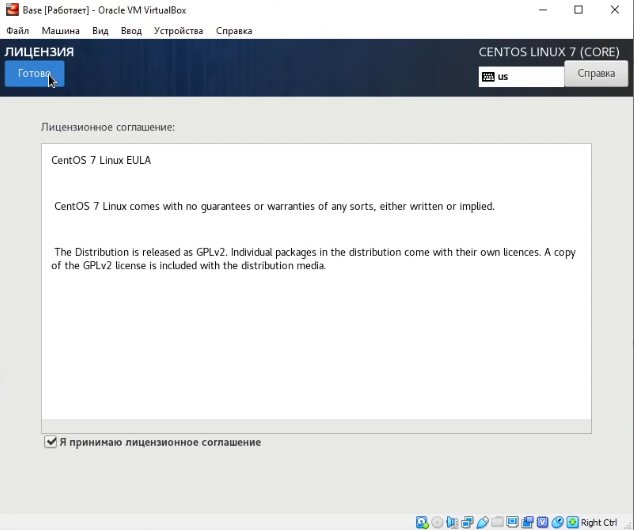 Base [Работает] - Oracle VM VirtualBox
Файл Машина Вид Ввод Устройства Справка
ЛИЦЕНЗИЯ
CENTOS LINUX 7 (CORE)
Готово
us
Справка
Лицензионное соглашение:
CentOS 7 Linux EULA
CentOS 7 Linux comes with no guarantees or warranties of any sorts, either written or implied.
The Distribution is released as GPLv2. Individual packages in the distribution come with their own licences. A copy
of the GPLv2 license is included with the distribution media.
Я принимаю лицензионное соглашение
Right Ctrl